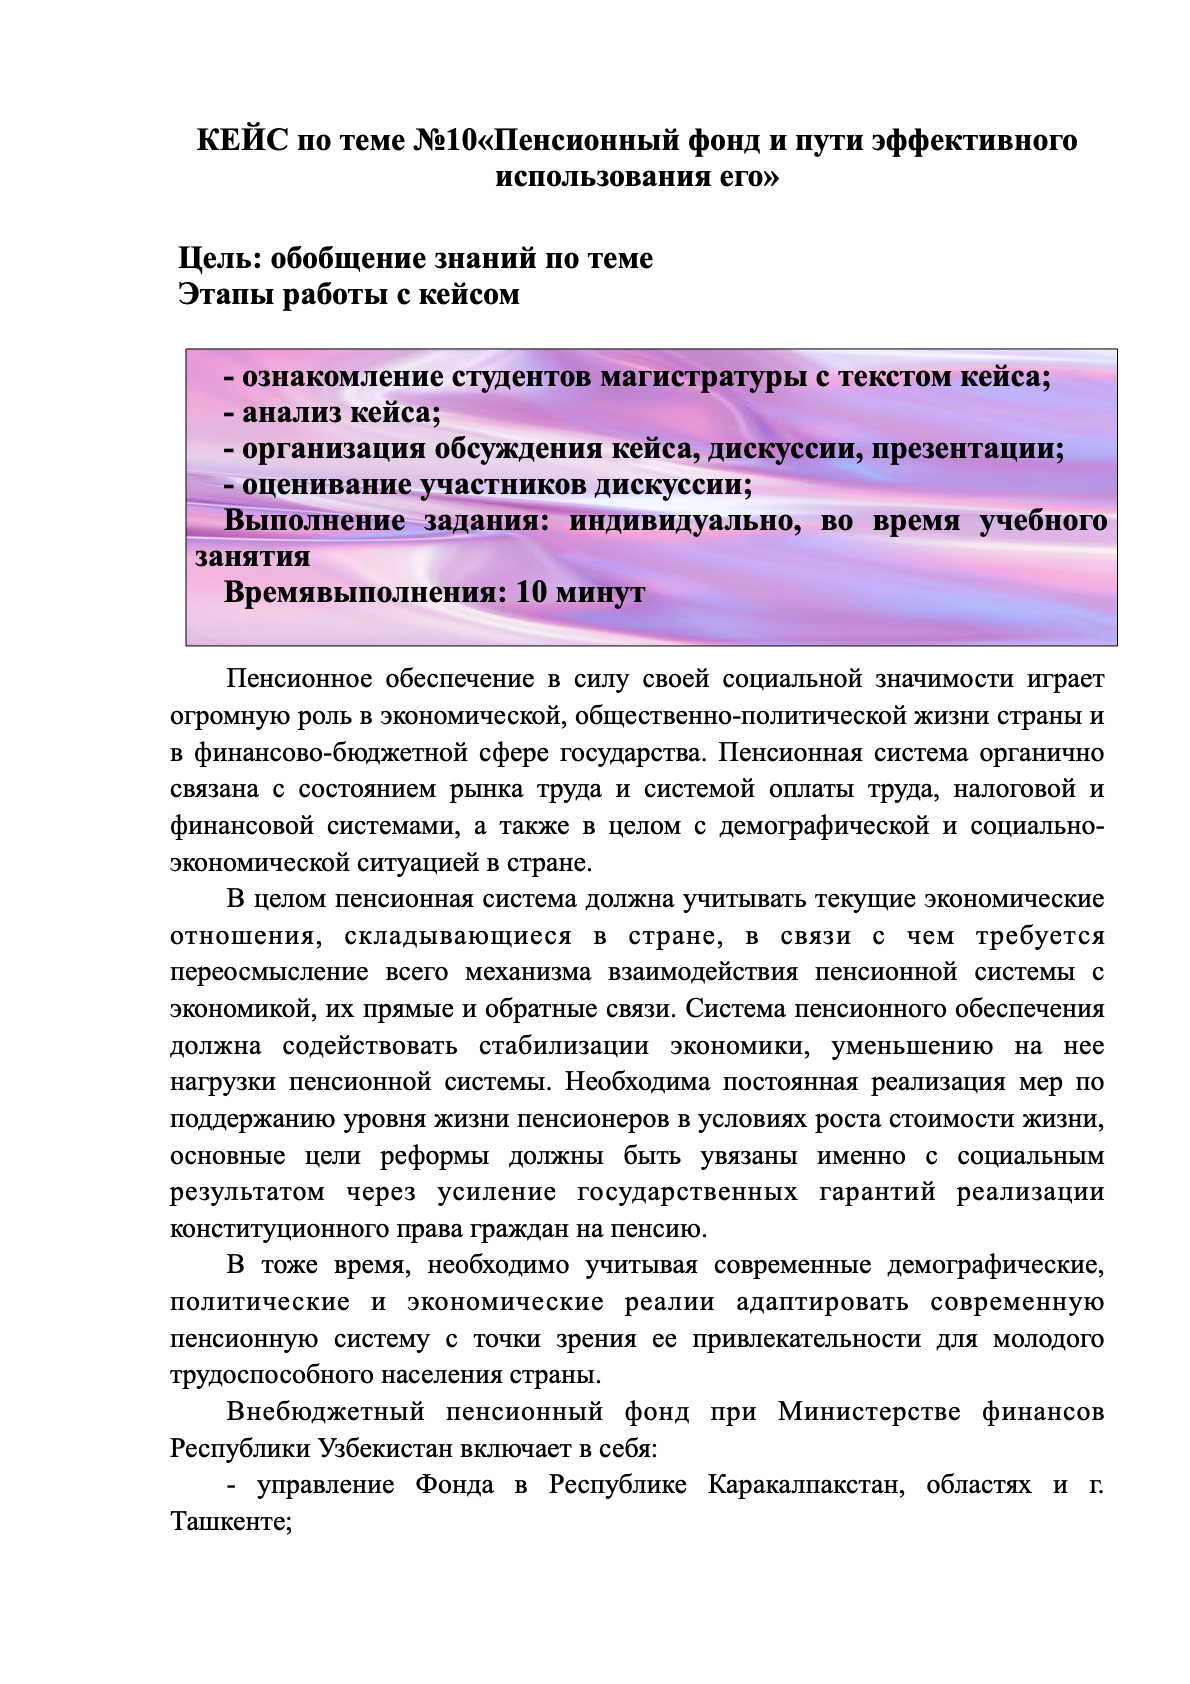 КЕЙС по теме №10«Пенсионный фонд и пути эффективного
использования его»
Цель: обобщение знаний по теме
Этапы работы с кейсом
- ознакомление студентов магистратуры с текстом кейса;
- анализ кейса;
- организация обсуждения кейса, дискуссии, презентации;
- оценивание участников дискуссии;
Выполнение задания: индивидуально, во время учебного
занятия
Времявыполнения: 10 минут
Пенсионное обеспечение в силу своей социальной значимости играет
огромную роль в экономической, общественно-политической жизни страны и
в финансово-бюджетной сфере государства. Пенсионная система органично
связана с состоянием рынка труда и системой оплаты труда, налоговой и
финансовой системами, а также в целом с демографической и социально-
экономической ситуацией в стране.
В целом пенсионная система должна учитывать текущие экономические
отношения, складывающиеся в стране, в связи с чем требуется
переосмысление всего механизма взаимодействия пенсионной системы с
экономикой, их прямые и обратные связи. Система пенсионного обеспечения
должна содействовать стабилизации экономики, уменьшению на нее
нагрузки пенсионной системы. Необходима постоянная реализация мер по
поддержанию уровня жизни пенсионеров в условиях роста стоимости жизни,
основные цели реформы должны быть увязаны именно с социальным
результатом через усиление государственных гарантий реализации
конституционного права граждан на пенсию.
В тоже время, необходимо учитывая современные демографические,
политические и экономические реалии адаптировать современную
пенсионную систему с точки зрения ее привлекательности для молодого
трудоспособного населения страны.
Внебюджетный пенсионный фонд при Министерстве финансов
Республики Узбекистан включает в себя:
- управление Фонда в Республике Каракалпакстан, областях и г.
Ташкенте;